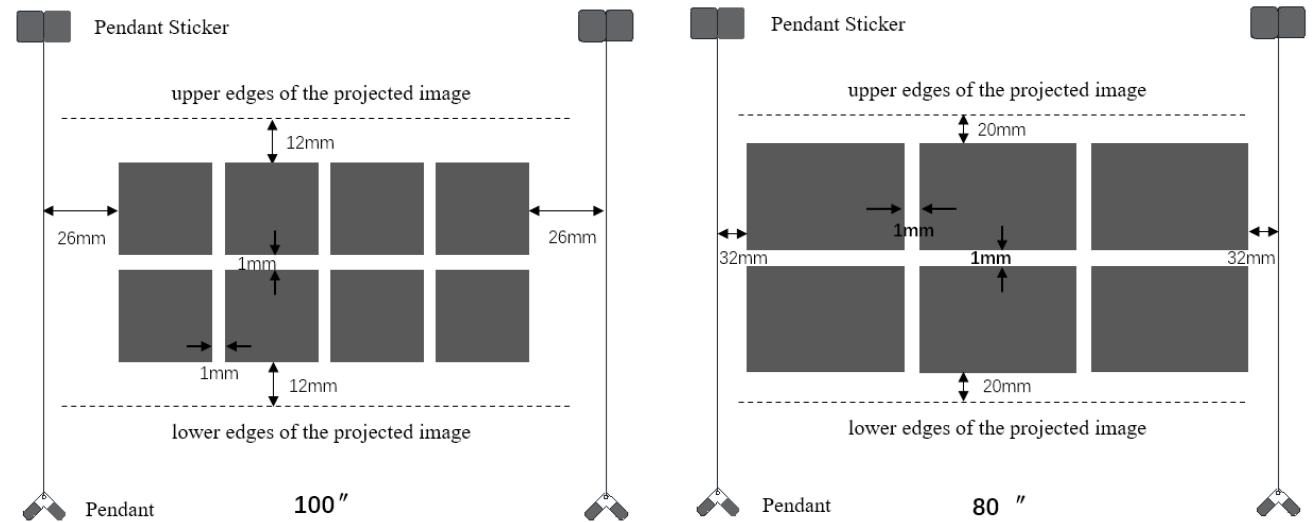 Pendant Sticker
upper edges of the projected image
12mm
26mm
26mm
1mm
1mm
12mm
lower edges of the projected image
Pendant
100″
Pendant Sticker
upper edges of the projected image
20mm
1mm
32mm
1mm
32mm
20mm
lower edges of the projected image
Pendant
80 ″